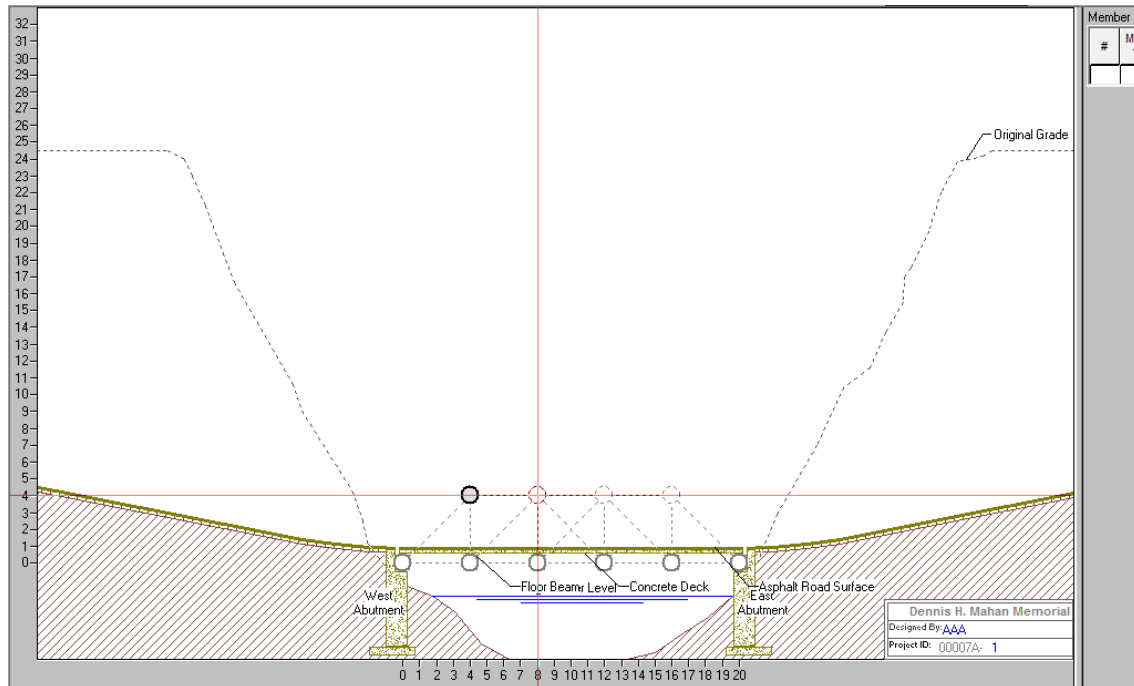 Member
#
M
32
31
30
29
28
27
26
25
24
23
22
21
20
19
18
17
16
15
14
13
12
11
10
9
8
7
6
5
4
3
2
1
0
Original Grade
Floor Beamr Level
Concrete Deck
Asphalt Road Surface
West
Abutment
East
Abutment
0 1 2 3 4 5 6 7 8 9 10 11 12 13 14 15 16 17 18 19 20
Dennis H. Mahan Memorial
Designed By: AAA
Project ID: 00007A- 1